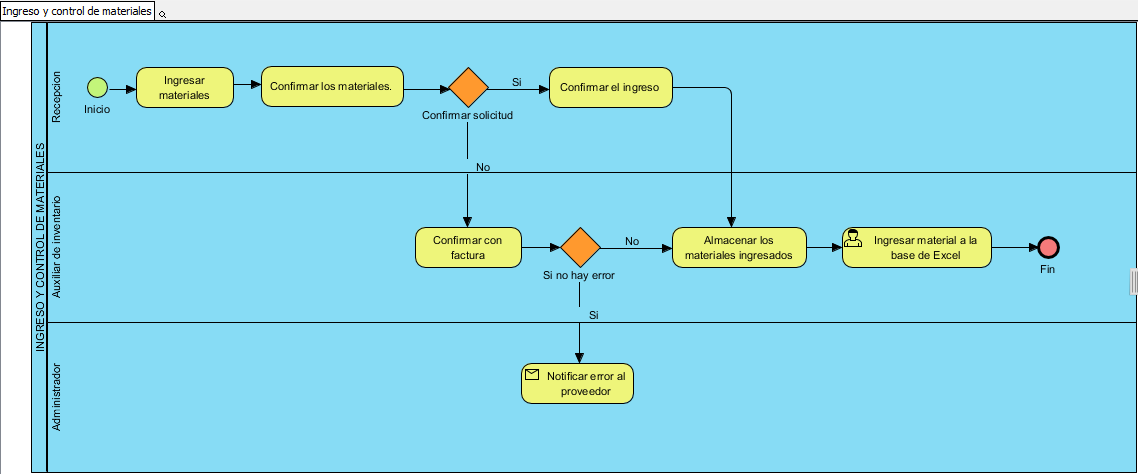 Ingreso y control de materiales
INGRESO Y CONTROL DE MATERIALES
Recepcion
Inicio
Ingresar
materiales
Confirmar los materiales.
Confirmar solicitud
Si
Confirmar el ingreso
No
Auxiliar de inventario
Confirmar con
factura
Si no hay error
No
Almacenar los
materiales ingresados
Ingresar material a la
base de Excel
Fin
Si
Administrador
Notificar error al
proveedor